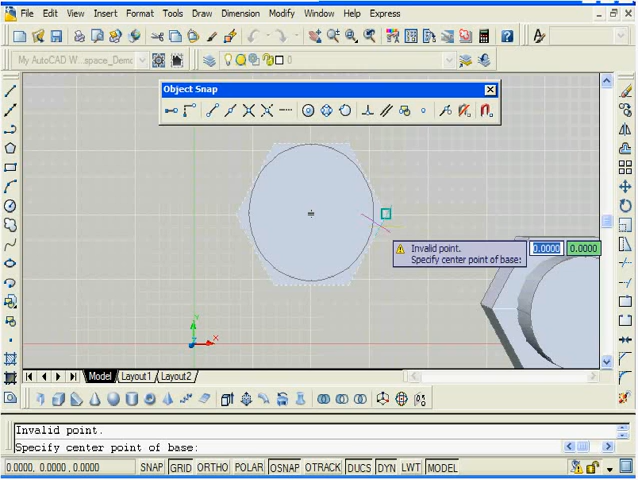 File Edit View Insert Format Tools Draw Dimension Modify Window Help Express
My AutoCAD W...space_Demo
0
Object Snap
Invalid point.
Specify center point of base:
0.0000 0.0000
Y
X
Model Layout1 Layout2
Invalid point.
Specify center point of base:
0.0000, 0.0000 , 0.0000 SNAP GRID ORTHO POLAR OSNAP OTRACK DUCS DYN LWT MODEL